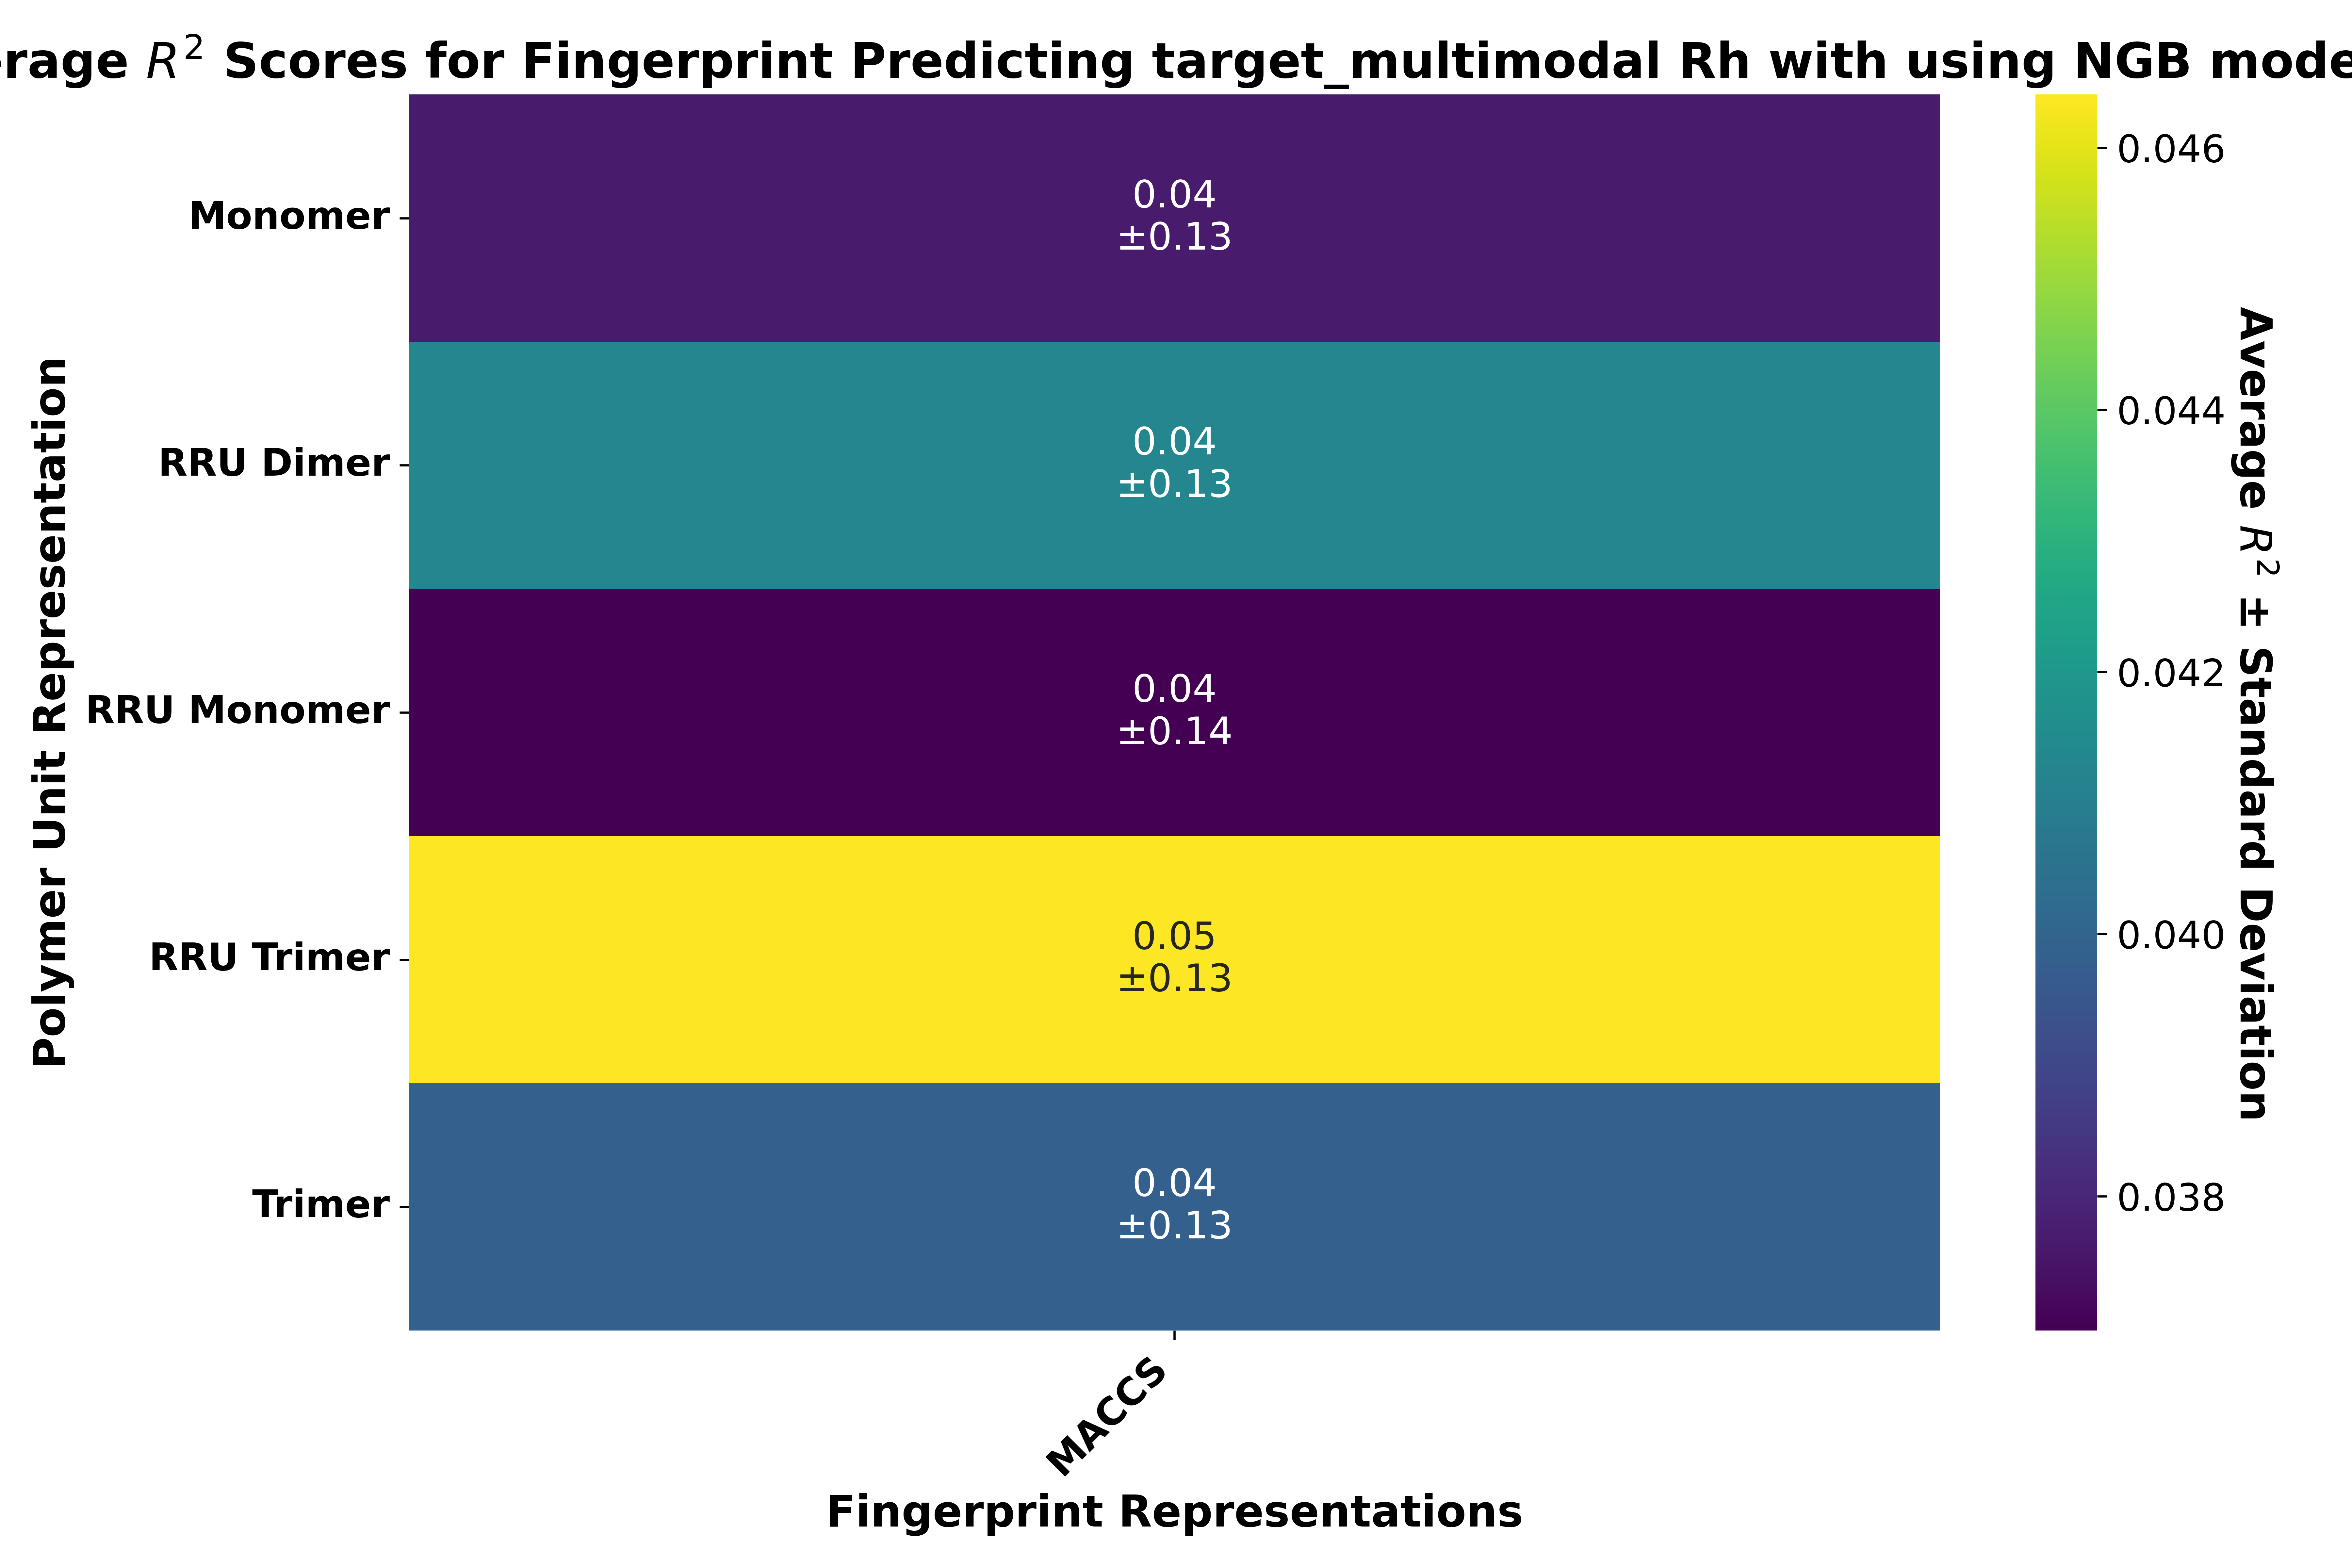 rage R² Scores for Fingerprint Predicting target_multimodal Rh with using NGB mode
Polymer Unit Representation
Monomer
0.04
±0.13
RRU Dimer
0.04
±0.13
RRU Monomer
0.04
±0.14
RRU Trimer
0.05
±0.13
Trimer
0.04
±0.13
MACCS
Fingerprint Representations
0.046
0.044
0.042
0.040
0.038
Average R² ± Standard Deviation